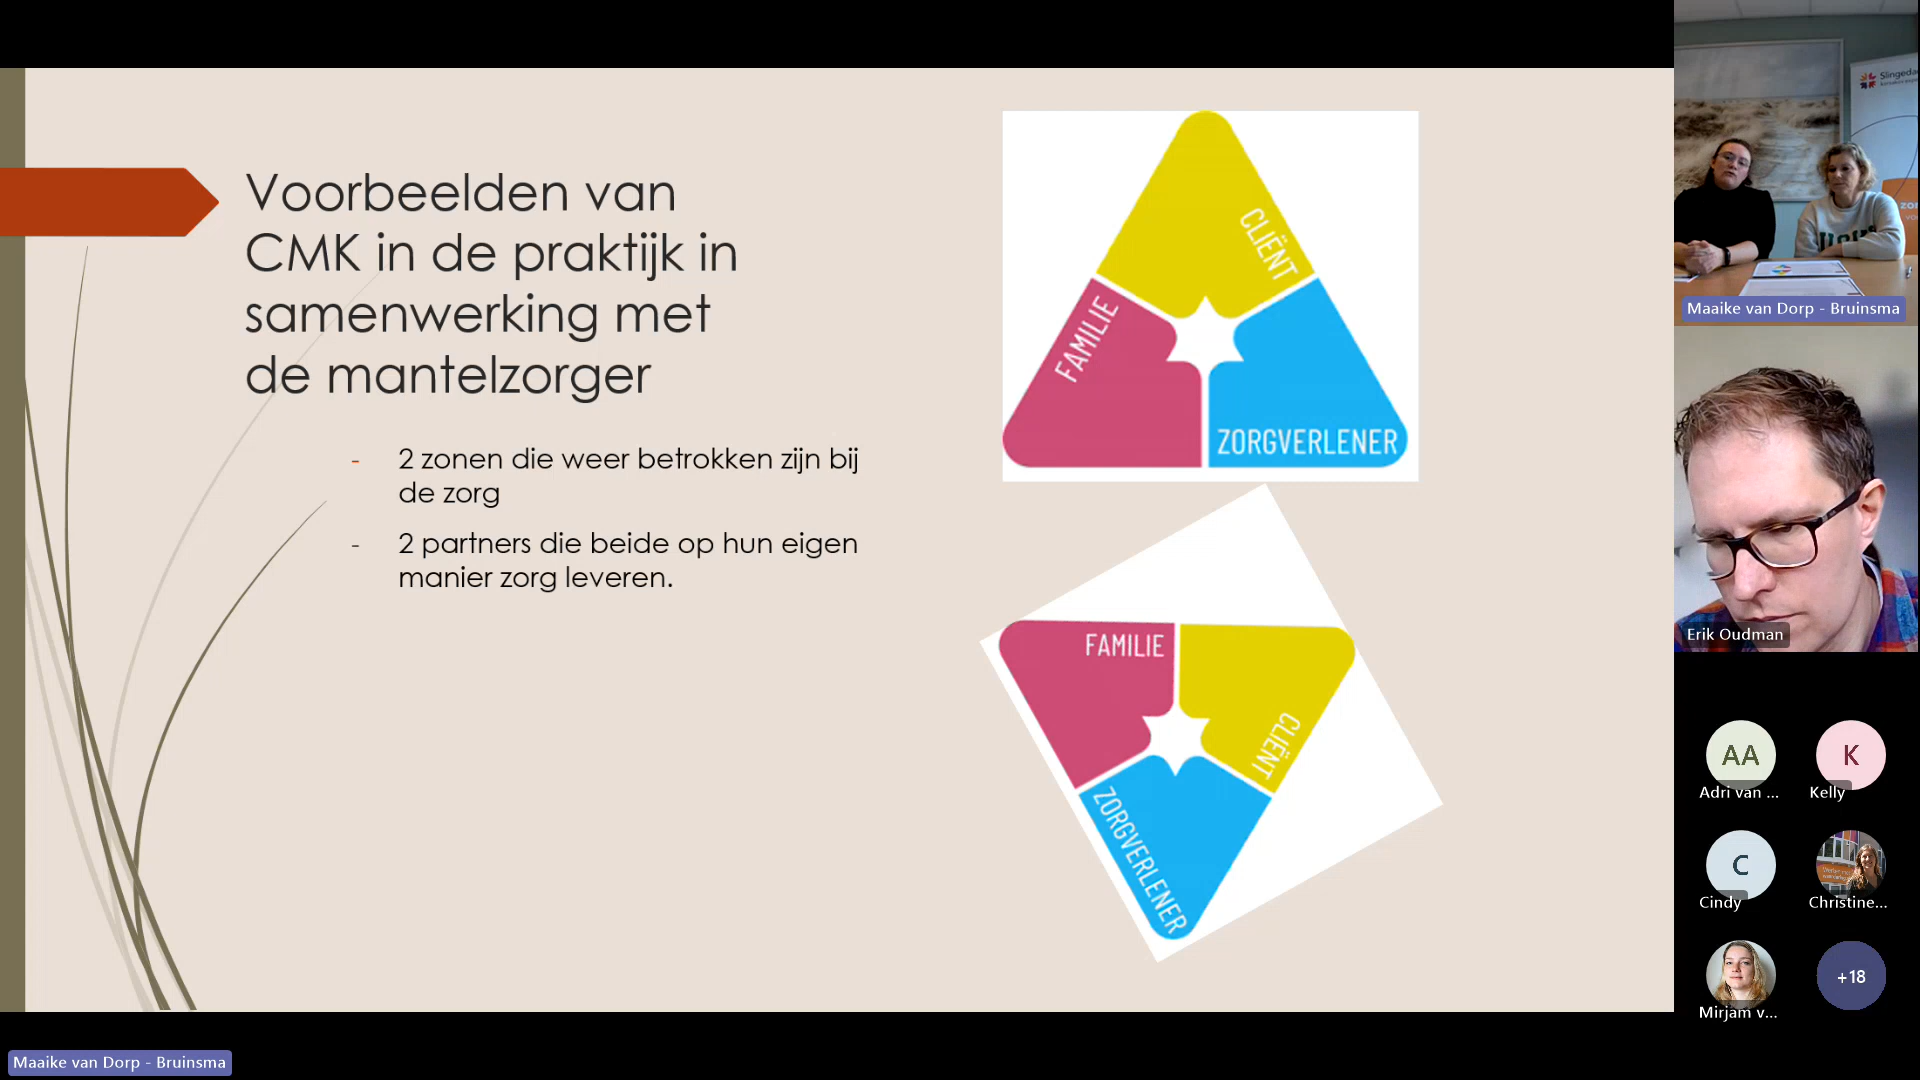 Voorbeelden van
CMK in de praktijk in
samenwerking met
de mantelzorger
- 2 zonen die weer betrokken zijn bij
de zorg
- 2 partners die beide op hun eigen
manier zorg leveren.
CLIËNT
FAMILIE
ZORGVERLENER
FAMILIE
CLIËNT
ZORGVERLENER
Maaike van Dorp - Bruinsma
Erik Oudman
AA
Adri van ...
K
Kelly
C
Cindy
Christine...
Mirjam v...
+18
Maaike van Dorp - Bruinsma